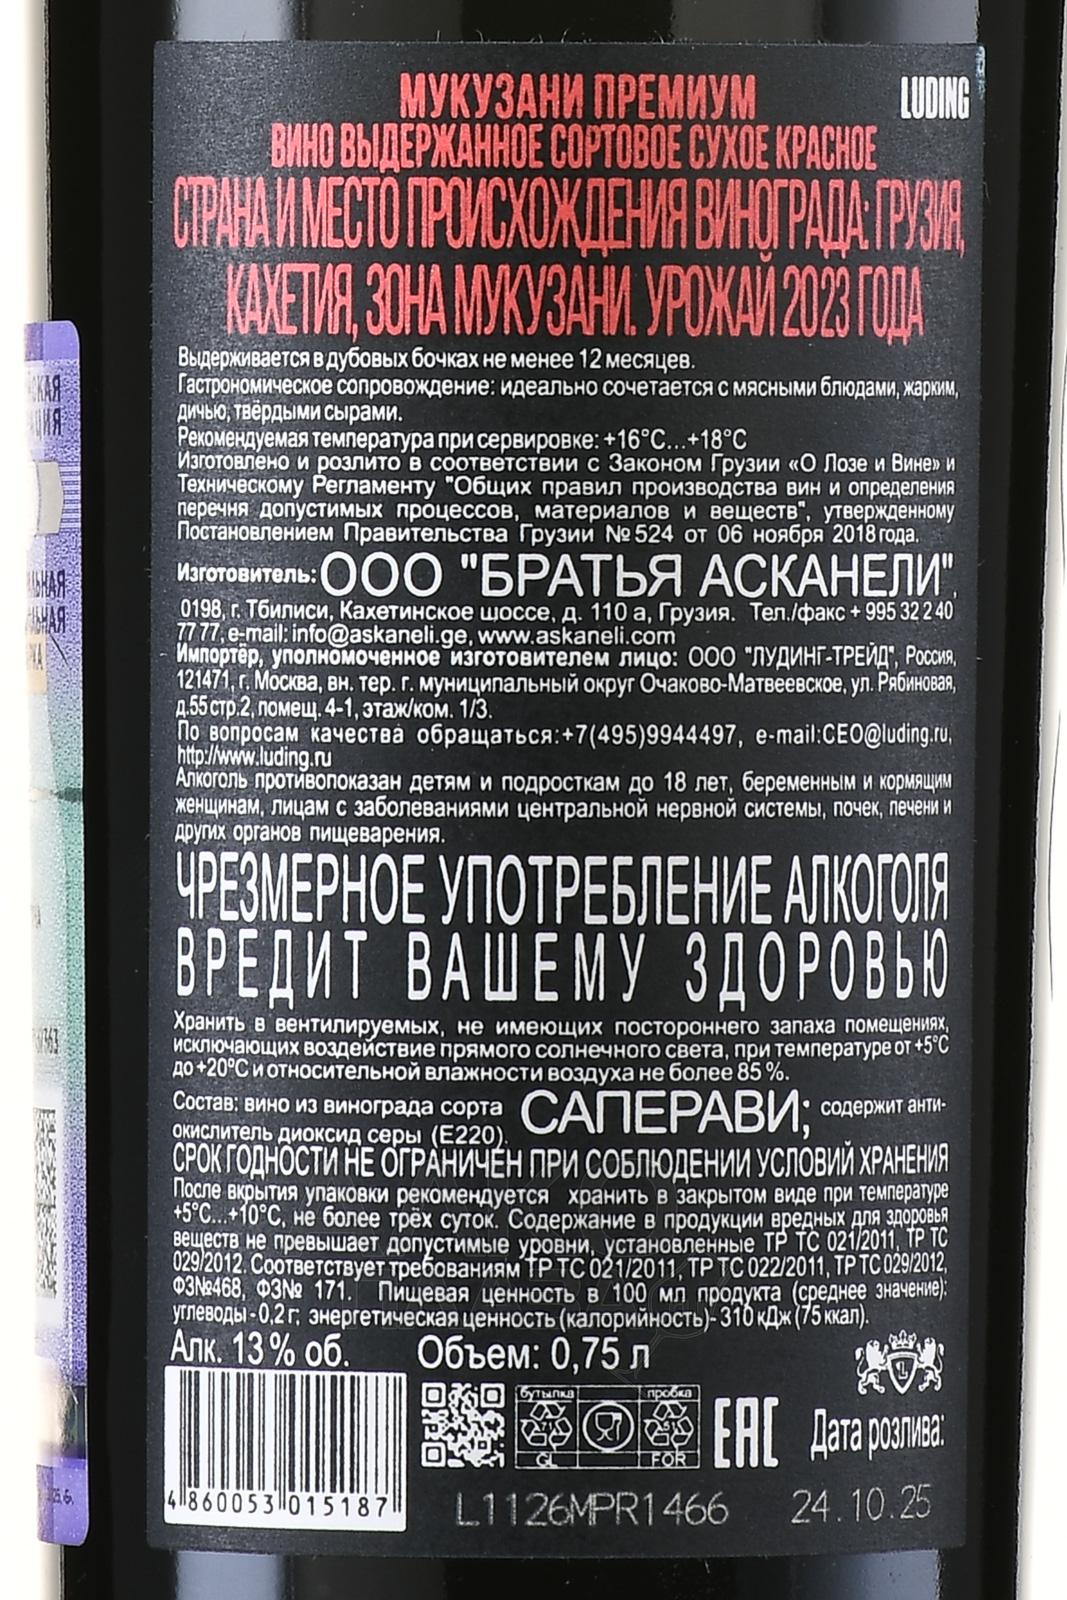 МУКУЗАНИ ПРЕМИУМ
LUDING
ВИНО ВЫДЕРЖАННОЕ СОРТОВОЕ СУХОЕ КРАСНОЕ
СТРАНА И МЕСТО ПРОИСХОЖДЕНИЯ ВИНОГРАДА: ГРУЗИЯ,
КАХЕТИЯ, ЗОНА МУКУЗАНИ. УРОЖАЙ 2023 ГОДА
Выдерживается в дубовых бочках не менее 12 месяцев.
Гастрономическое сопровождение: идеально сочетается с мясными блюдами, жарким,
дичью, твёрдыми сырами.
Рекомендуемая температура при сервировке: +16°С...+18°С
Изготовлено и розлито в соответствии с Законом Грузии «О Лозе и Вине» и
Техническому Регламенту "Общих правил производства вин и определения
перечня допустимых процессов, материалов и веществ", утвержденному
Постановлением Правительства Грузии №524 от 06 ноября 2018 года.
Изготовитель: ООО "БРАТЬЯ АСКАНЕЛИ",
0198, г. Тбилиси, Кахетинское шоссе, д. 110 а, Грузия. Тел./факс + 995 32 2 40
77 77, e-mail: info@askaneli.ge, www.askaneli.com
Импортёр, уполномоченное изготовителем лицо: ООО "ЛУДИНГ-ТРЕЙД", Россия,
121471, г. Москва, вн. тер. г. муниципальный округ Очаково-Матвеевское, ул. Рябиновая,
д.55 стр.2, помещ. 4-1, этаж/ком. 1/3.
По вопросам качества обращаться:+7(495)9944497, e-mail:CEO@luding.ru,
http://www.luding.ru
Алкоголь противопоказан детям и подросткам до 18 лет, беременным и кормящим
женщинам, лицам с заболеваниями центральной нервной системы, почек, печени и
других органов пищеварения.
ЧРЕЗМЕРНОЕ УПОТРЕБЛЕНИЕ АЛКОГОЛЯ
ВРЕДИТ ВАШЕМУ ЗДОРОВЬЮ
Хранить в вентилируемых, не имеющих постороннего запаха помещениях,
исключающих воздействие прямого солнечного света, при температуре от +5°С
до +20°С и относительной влажности воздуха не более 85 %.
Состав: вино из винограда сорта САПЕРАВИ; содержит анти-
окислитель диоксид серы (Е220).
СРОК ГОДНОСТИ НЕ ОГРАНИЧЕН ПРИ СОБЛЮДЕНИИ УСЛОВИЙ ХРАНЕНИЯ
После вкрытия упаковки рекомендуется хранить в закрытом виде при температуре
+5°С...+10°С, не более трёх суток. Содержание в продукции вредных для здоровья
веществ не превышает допустимые уровни, установленные ТР ТС 021/2011, ТР ТС
029/2012. Соответствует требованиям ТР ТС 021/2011, ТР ТС 022/2011, ТР ТС 029/2012,
ФЗ№468, ФЗ№ 171. Пищевая ценность в 100 мл продукта (среднее значение):
углеводы - 0,2 г; энергетическая ценность (калорийность)- 310 кДж (75 ккал).
Алк. 13 % об. Объем: 0,75 л
бутылка пробка
GL FOR
EAC
Дата розлива:
4 860053 015187
L1126MPR1466 24.10.25